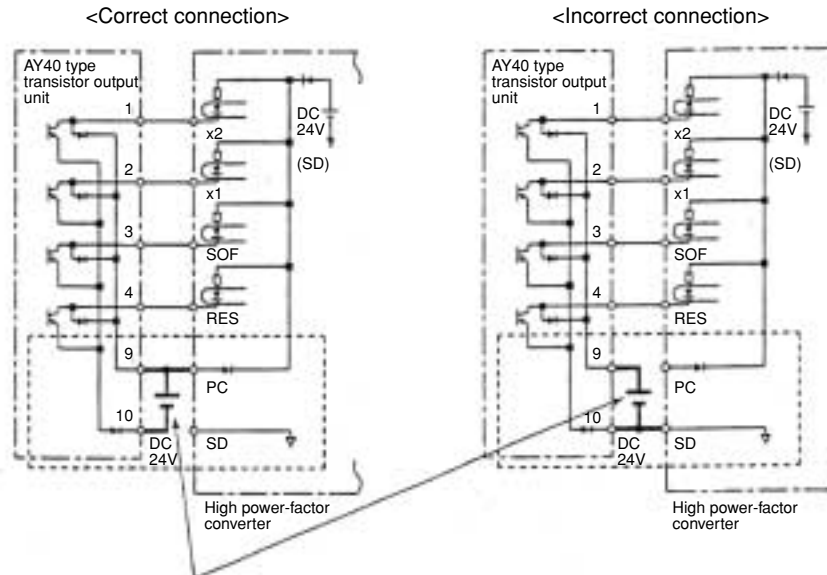 <Correct connection>
AY40 type
transistor output
unit
1
DC
24V
x2
2
(SD)
x1
3
SOF
4
RES
9
PC
10
DC
24V
SD
High power-factor
converter
<Incorrect connection>
AY40 type
transistor output
unit
1
DC
24V
x2
2
(SD)
x1
3
SOF
4
RES
9
PC
10
DC
24V
SD
High power-factor
converter